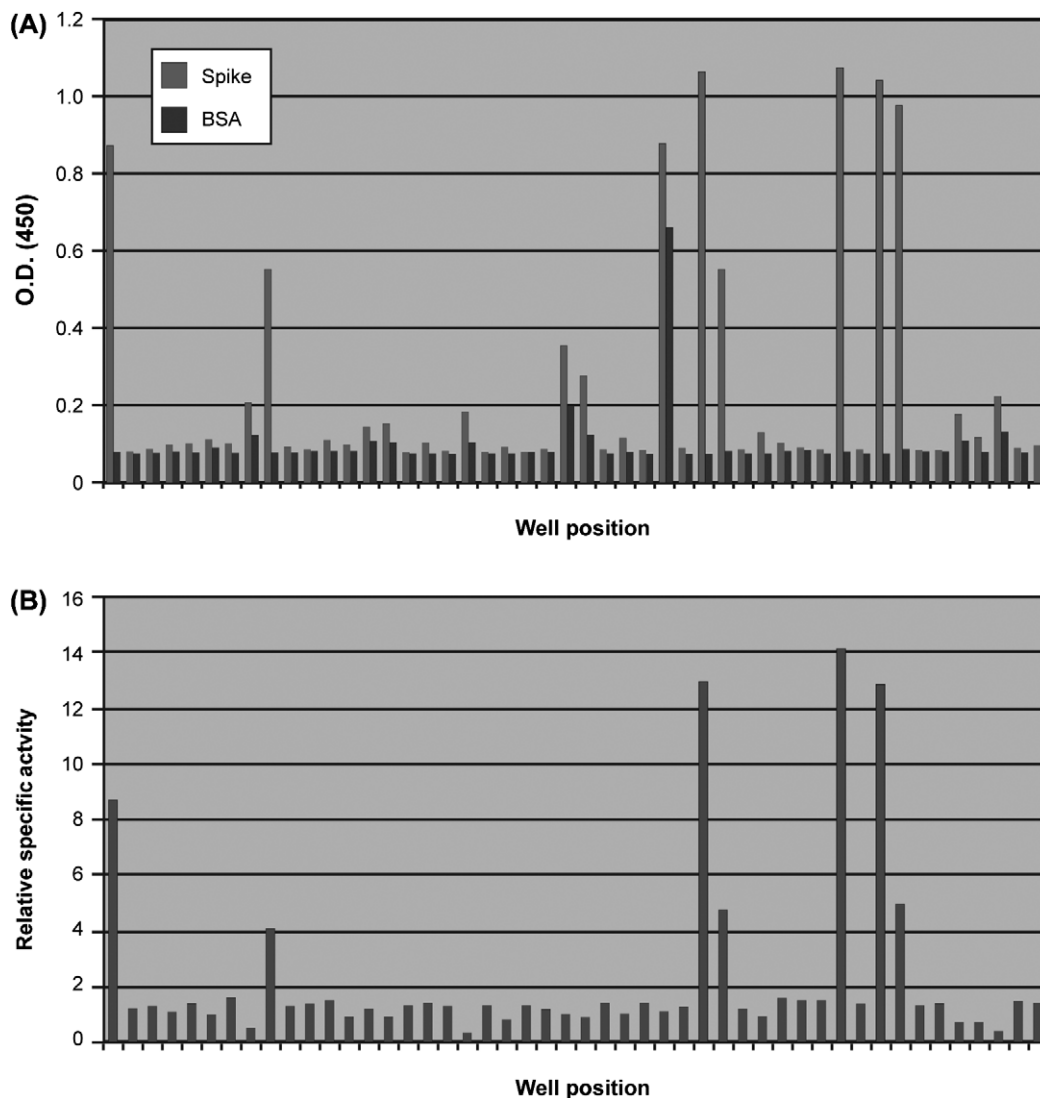 (A)
1.2
1.0
0.8
0.6
0.4
0.2
0
O.D. (450)
Spike
BSA
Well position
(B)
16
14
12
10
8
6
4
2
0
Relative specific actvity
Well position